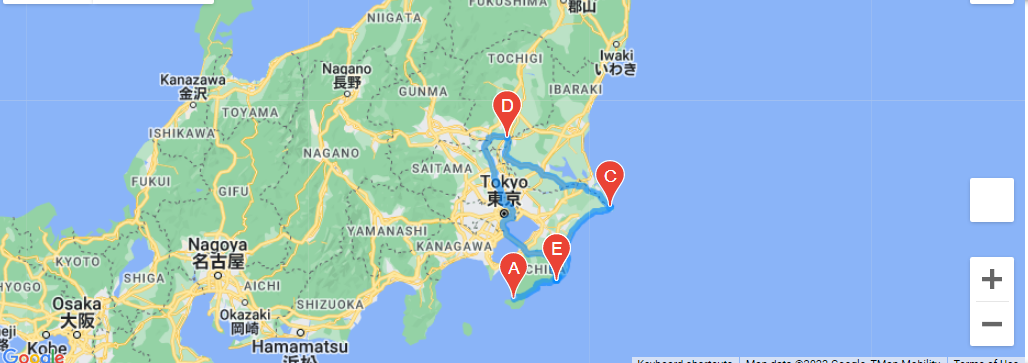 FUKUSHIMA
郡山
NIIGATA
Iwaki
いわき
TOCHIGI
Nagano
長野
Kanazawa
金沢
GUNMA
IBARAKI
TOYAMA
D
ISHIKAWA
NAGANO
SAITAMA
C
FUKUI
GIFU
Tokyo
東京
YAMANASHI
KANAGAWA
Nagoya
名古屋
E
KYOTO
A
CHIB
SHIGA
AICHI
HYOGO
SHIZUOKA
Osaka
大阪
Okazaki
岡崎
Kobe
Hamamatsu
浜松
Google
Keyboard shortcuts
Map data ©2023 Google, TMap Mobility
Terms of Use